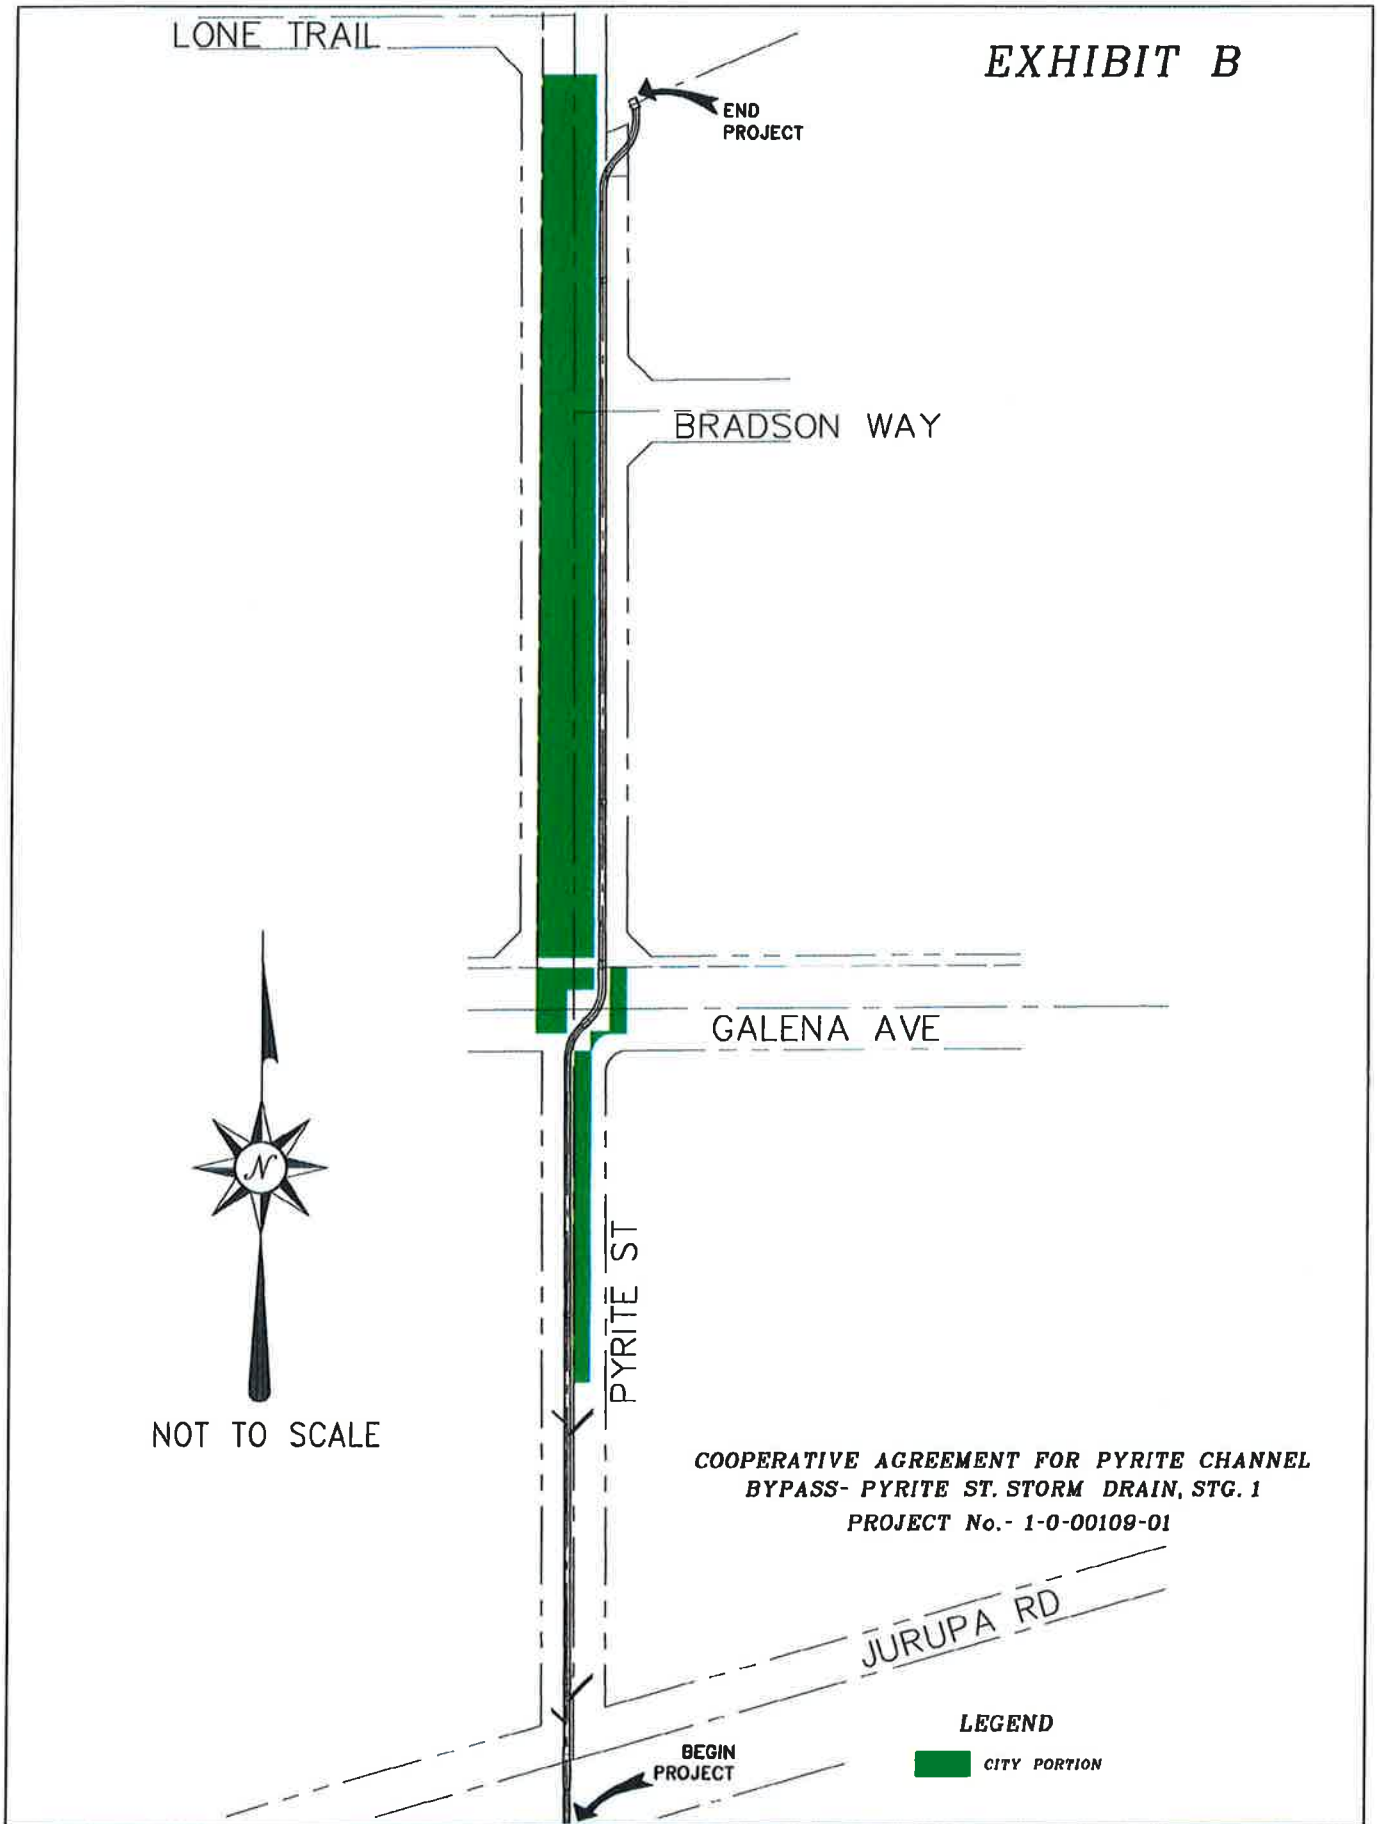 LONE TRAIL
EXHIBIT B
END
PROJECT
BRADSON WAY
GALENA AVE
N
PYRITE ST
NOT TO SCALE
COOPERATIVE AGREEMENT FOR PYRITE CHANNEL
BYPASS- PYRITE ST. STORM DRAIN, STG. 1
PROJECT No.- 1-0-00109-01
JURUPA RD
LEGEND
CITY PORTION
BEGIN
PROJECT